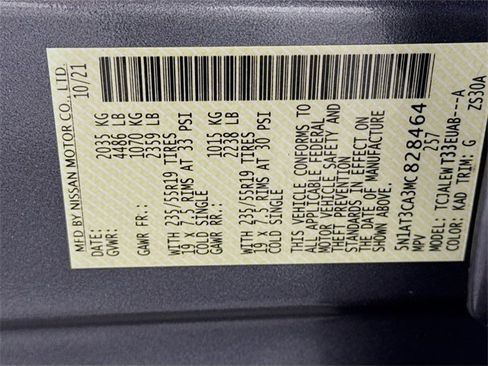 MFD BY NISSAN MOTOR CO., LTD.
DATE: 10/21
GVWR: 2035 KG
4486 LB
GAWR FR.: 1070 KG
2359 LB
WITH 235/55R19 TIRES
19 X 7.5 RIMS AT 33 PSI
COLD SINGLE
GAWR RR.: 1015 KG
2238 LB
WITH 235/55R19 TIRES
19 X 7.5 RIMS AT 30 PSI
COLD SINGLE
THIS VEHICLE CONFORMS TO
ALL APPLICABLE FEDERAL
MOTOR VEHICLE SAFETY AND
THEFT PREVENTION
STANDARDS IN EFFECT ON
THE DATE OF MANUFACTURE
SHOWN ABOVE.
5N1AT3CA3MC828464
MPV 257
MODEL: TCJALEWT33EUAB---A
COLOR: KAD TRIM: G ZS30A